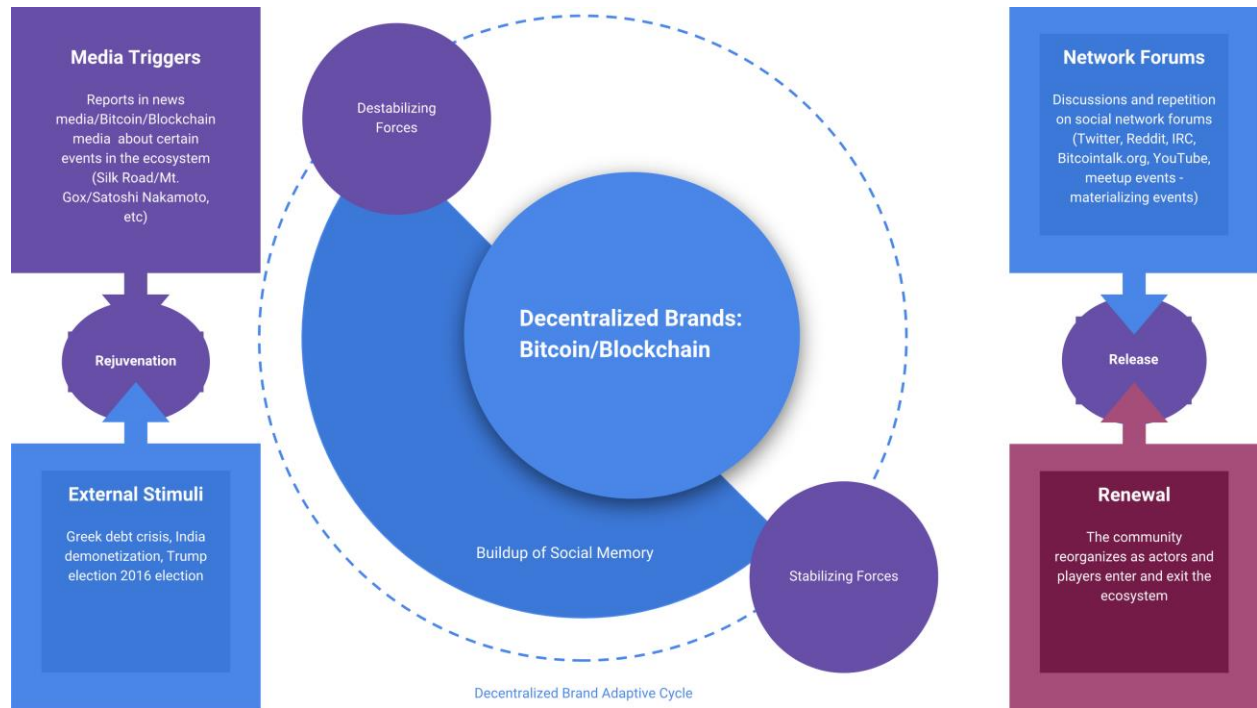 Media Triggers
Reports in news
media/Bitcoin/Blockchain
media about certain
events in the ecosystem
(Silk Road/Mt.
Gox/Satoshi Nakamoto,
etc)
Rejuvenation
External Stimuli
Greek debt crisis, India
demonetization, Trump
election 2016 election
Destabilizing
Forces
Decentralized Brands:
Bitcoin/Blockchain
Buildup of Social Memory
Stabilizing Forces
Decentralized Brand Adaptive Cycle
Network Forums
Discussions and repetition
on social network forums
(Twitter, Reddit, IRC,
Bitcointalk.org, YouTube,
meetup events -
materializing events)
Release
Renewal
The community
reorganizes as actors and
players enter and exit the
ecosystem